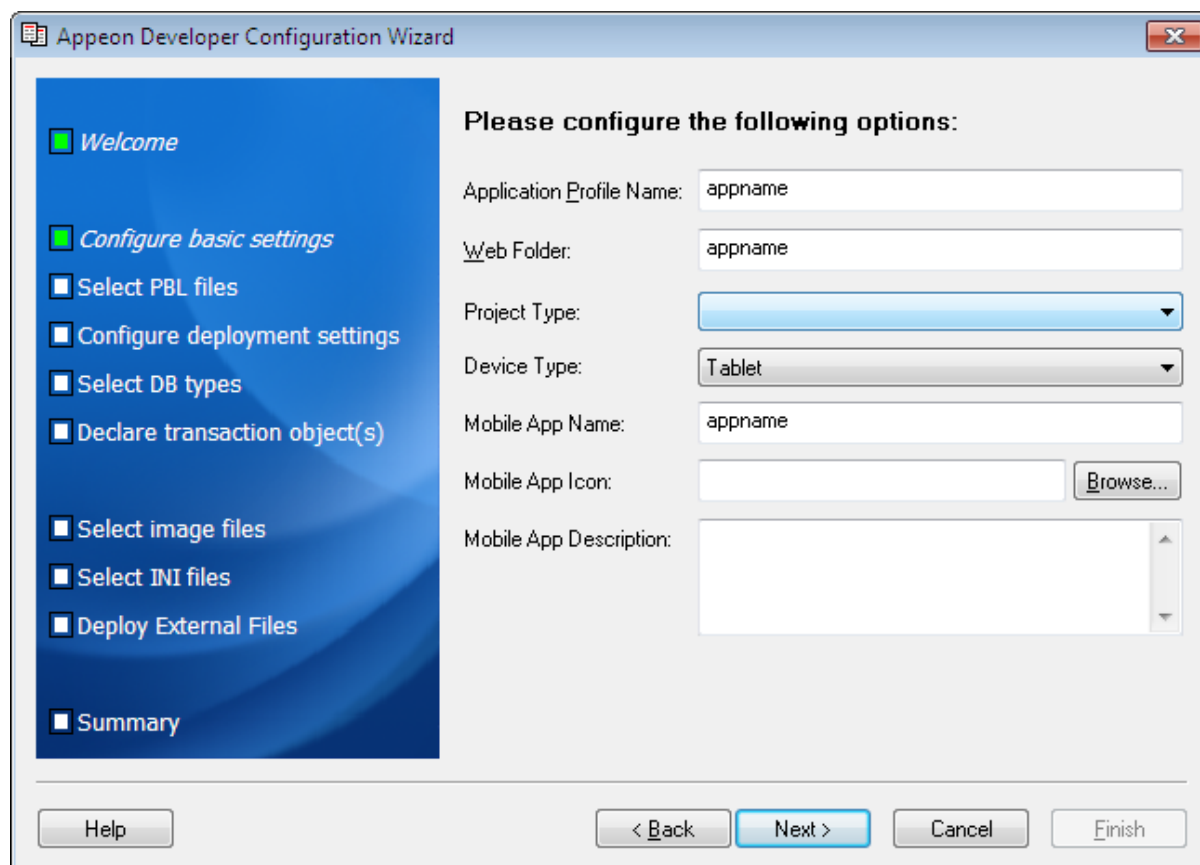 Appeon Developer Configuration Wizard
Welcome
Configure basic settings
Select PBL files
Configure deployment settings
Select DB types
Declare transaction object(s)
Select image files
Select INI files
Deploy External Files
Summary
Please configure the following options:
Application Profile Name: appname
Web Folder: appname
Project Type:
Device Type: Tablet
Mobile App Name: appname
Mobile App Icon: Browse...
Mobile App Description:
Help < Back Next > Cancel Finish